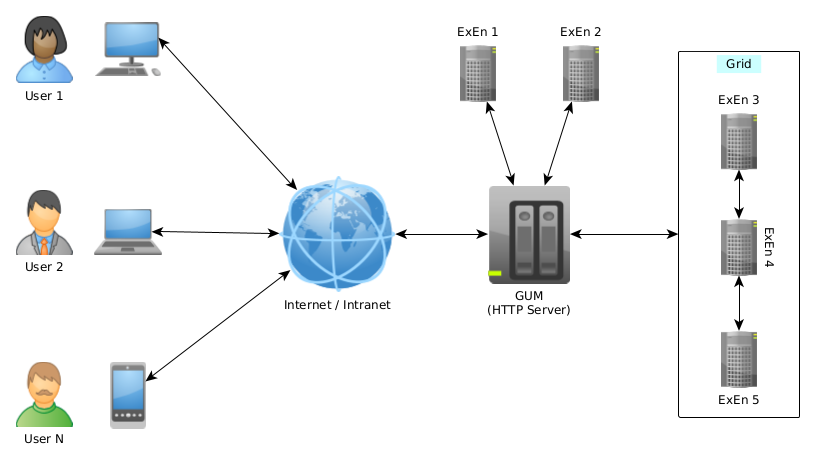 ExEn 1
ExEn 2
Grid
User 1
ExEn 3
User 2
ExEn 4
Internet / Intranet
GUM
(HTTP Server)
ExEn 5
User N